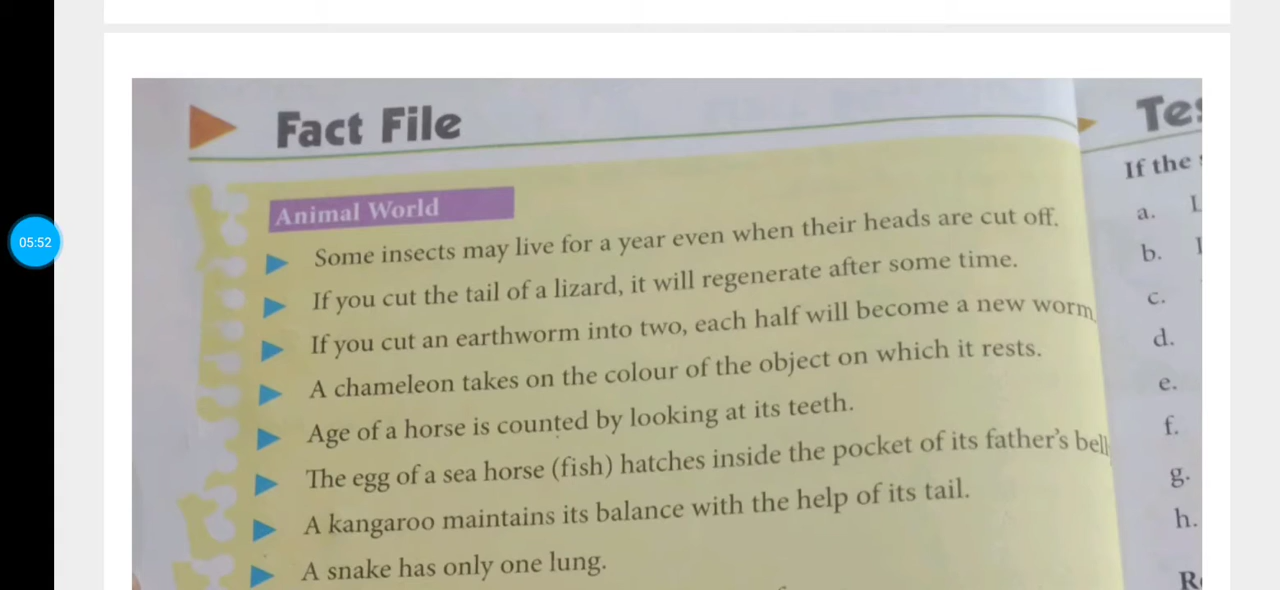 05:52
Fact File
Animal World
Some insects may live for a year even when their heads are cut off.
If you cut the tail of a lizard, it will regenerate after some time.
If you cut an earthworm into two, each half will become a new worm.
A chameleon takes on the colour of the object on which it rests.
Age of a horse is counted by looking at its teeth.
The egg of a sea horse (fish) hatches inside the pocket of its father's bell
A kangaroo maintains its balance with the help of its tail.
A snake has only one lung.
If the
a.
b.
c.
d.
e.
f.
g.
h.